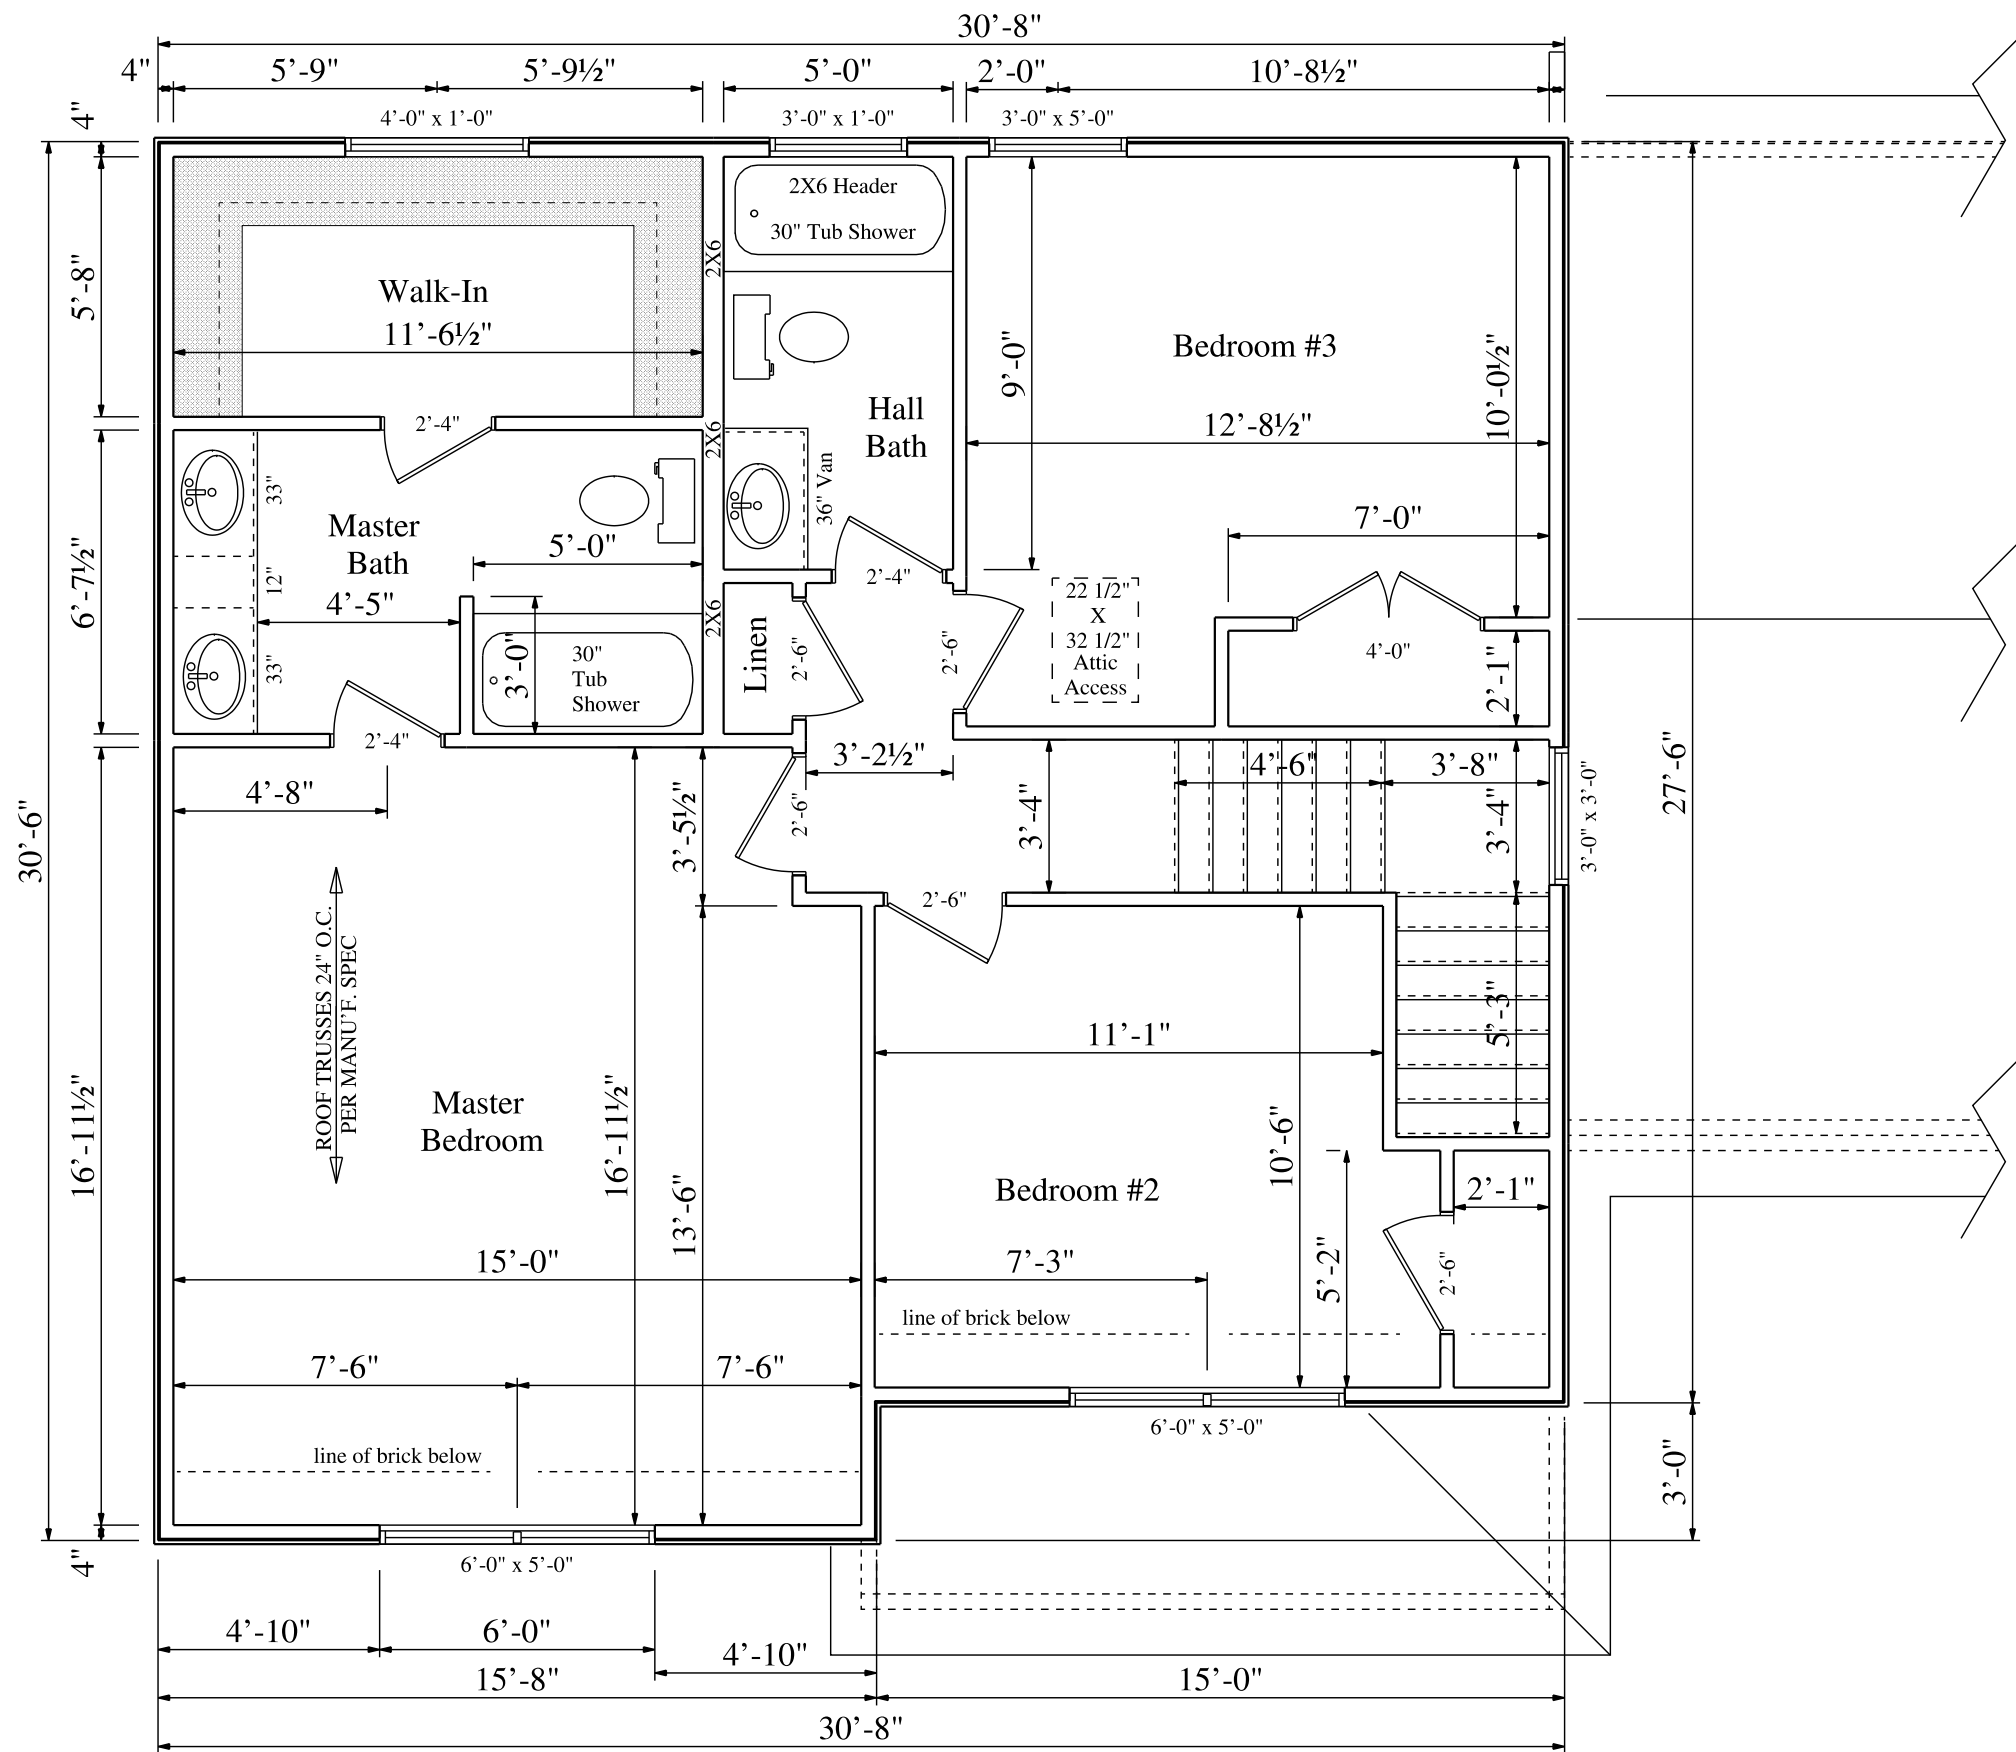 30'-8"
4" 5'-9" 5'-9½" 5'-0" 2'-0" 10'-8½"
4"
4'-0" x 1'-0" 3'-0" x 1'-0" 3'-0" x 5'-0"
2X6 Header
30" Tub Shower
2X6
5'-8"
Walk-In
11'-6½"
9'-0"
Bedroom #3
10'-0½"
Hall
Bath
12'-8½"
2'-4"
2X6
36" Van
33"
Master
Bath
5'-0"
7'-0"
6'-7½"
12"
4'-5"
2'-4"
2X6
22 1/2"
X
32 1/2"
Attic
Access
33"
3'-0"
30"
Tub
Shower
Linen
2'-6"
2'-6"
4'-0"
2'-1"
2'-4"
3'-2½"
4'-6" 3'-8"
4'-8"
3'-5½"
2'-6"
3'-4"
3'-4"
3'-0" x 3'-0"
27'-6"
30'-6"
2'-6"
ROOF TRUSSES 24" O.C.
PER MANU'F. SPEC
5'-3"
11'-1"
16'-11½"
Master
Bedroom
16'-11½"
13'-6"
10'-6"
Bedroom #2
2'-1"
15'-0"
7'-3"
5'-2"
2'-6"
line of brick below
7'-6" 7'-6"
6'-0" x 5'-0"
line of brick below
3'-0"
4"
6'-0" x 5'-0"
4'-10" 6'-0" 4'-10"
15'-8" 15'-0"
30'-8"